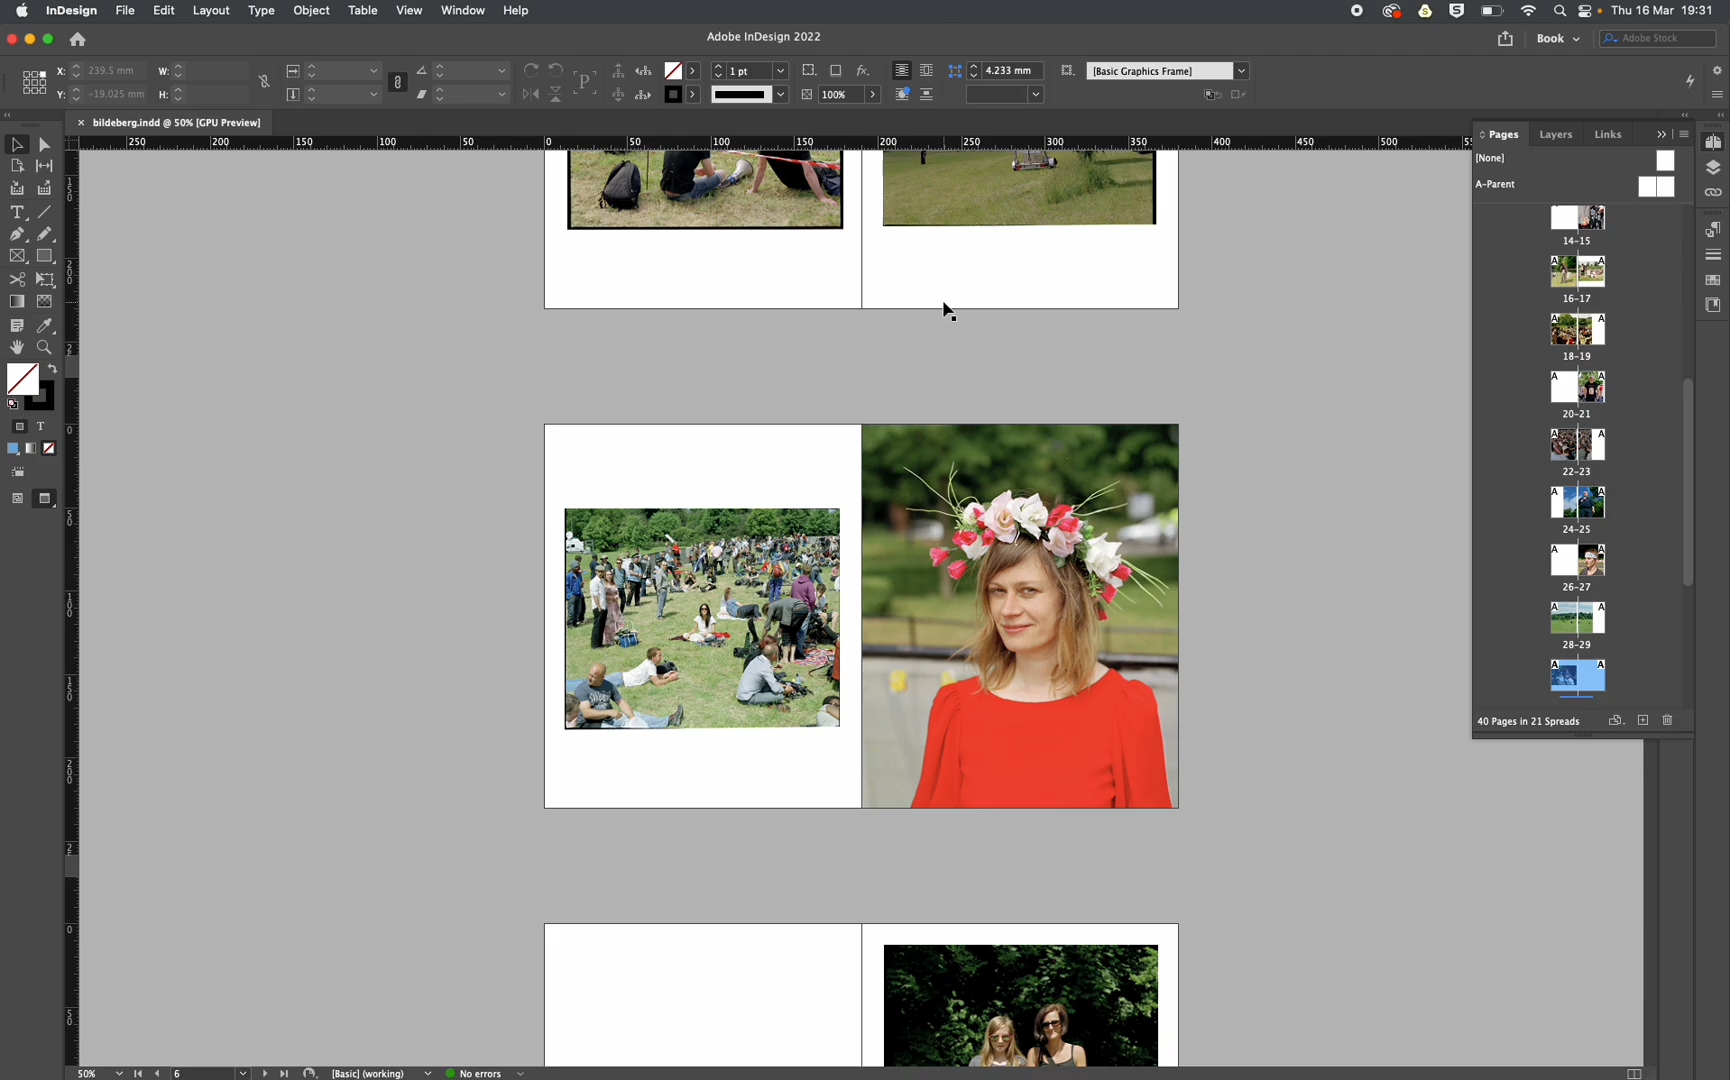 InDesign File Edit Layout Type Object Table View Window Help Thu 16 Mar 19:31
Adobe InDesign 2022 Book Adobe Stock
X: 239.5 mm W: 1 pt 4.233 mm [Basic Graphics Frame]
Y: -19.025 mm H: 100%
× bildeberg.indd @ 50% [GPU Preview]
Pages Layers Links
250 200 150 100 50 0 50 100 150 200 250 300 350 400 450 500
[None]
A-Parent
14-15
A A
16-17
A A
18-19
A A
20-21
A A
22-23
A A
24-25
A A
26-27
A A
28-29
A A
40 Pages in 21 Spreads
50% 6 [Basic] (working) No errors